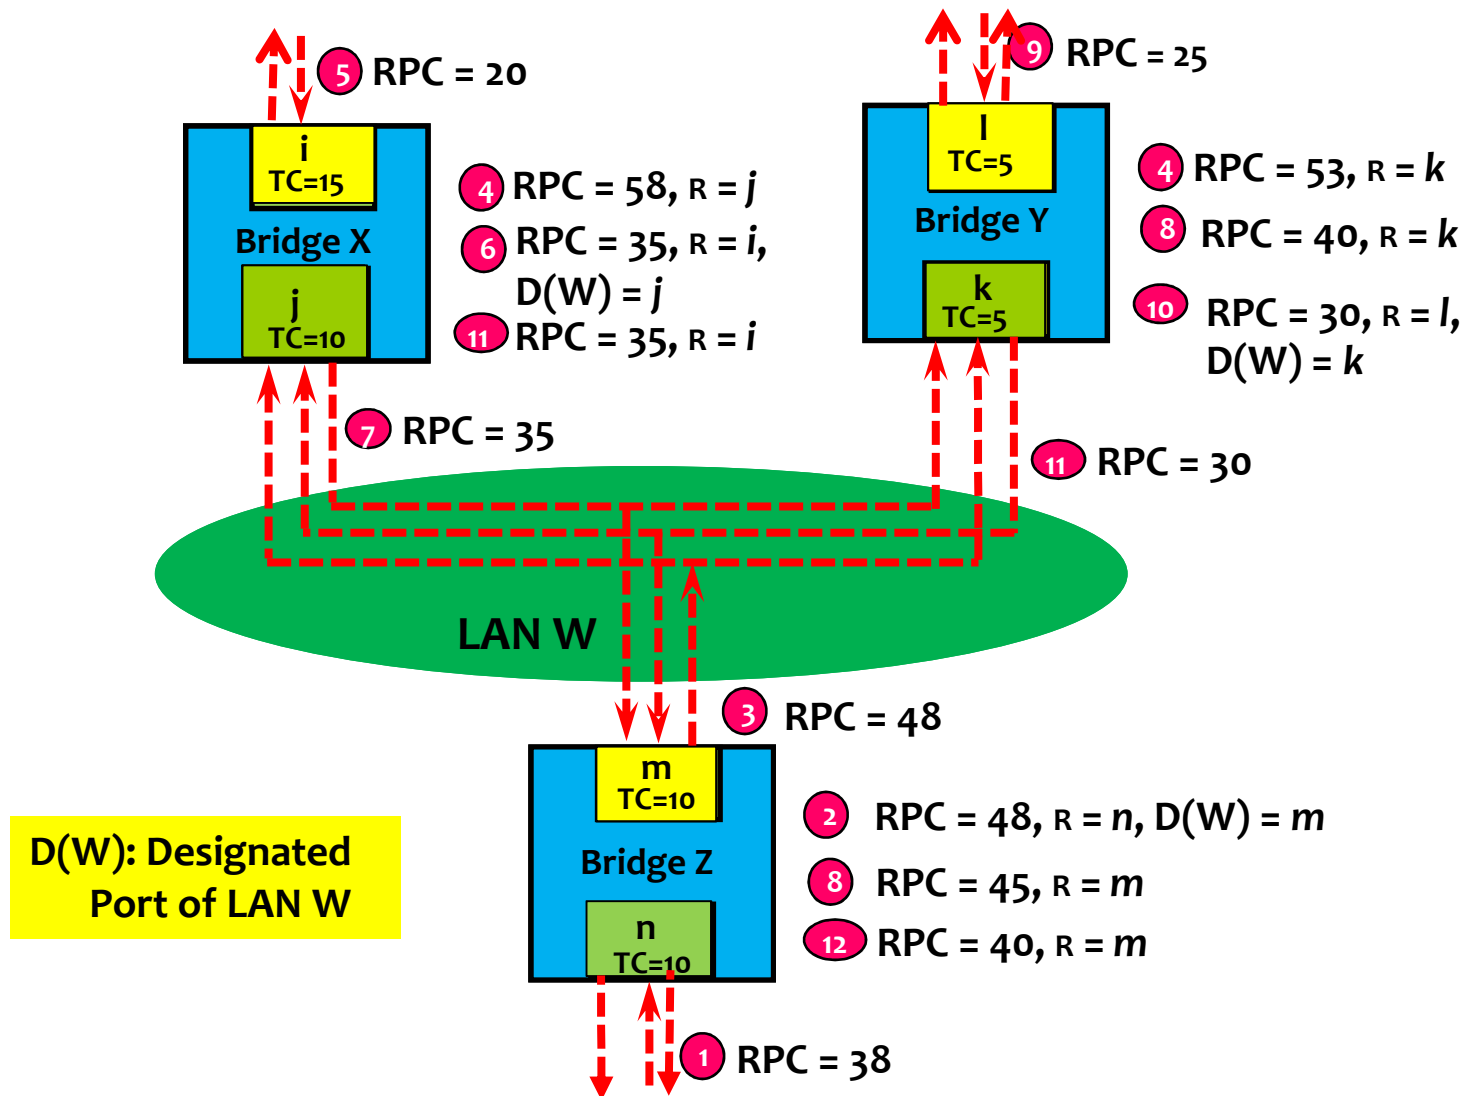 5 RPC = 20
9 RPC = 25
i
TC=15
Bridge X
j
TC=10
4 RPC = 58, R = j
6 RPC = 35, R = i,
D(W) = j
11 RPC = 35, R = i
l
TC=5
Bridge Y
k
TC=5
4 RPC = 53, R = k
8 RPC = 40, R = k
10 RPC = 30, R = l,
D(W) = k
7 RPC = 35
11 RPC = 30
LAN W
3 RPC = 48
m
TC=10
Bridge Z
n
TC=10
2 RPC = 48, R = n, D(W) = m
8 RPC = 45, R = m
12 RPC = 40, R = m
D(W): Designated
Port of LAN W
1 RPC = 38